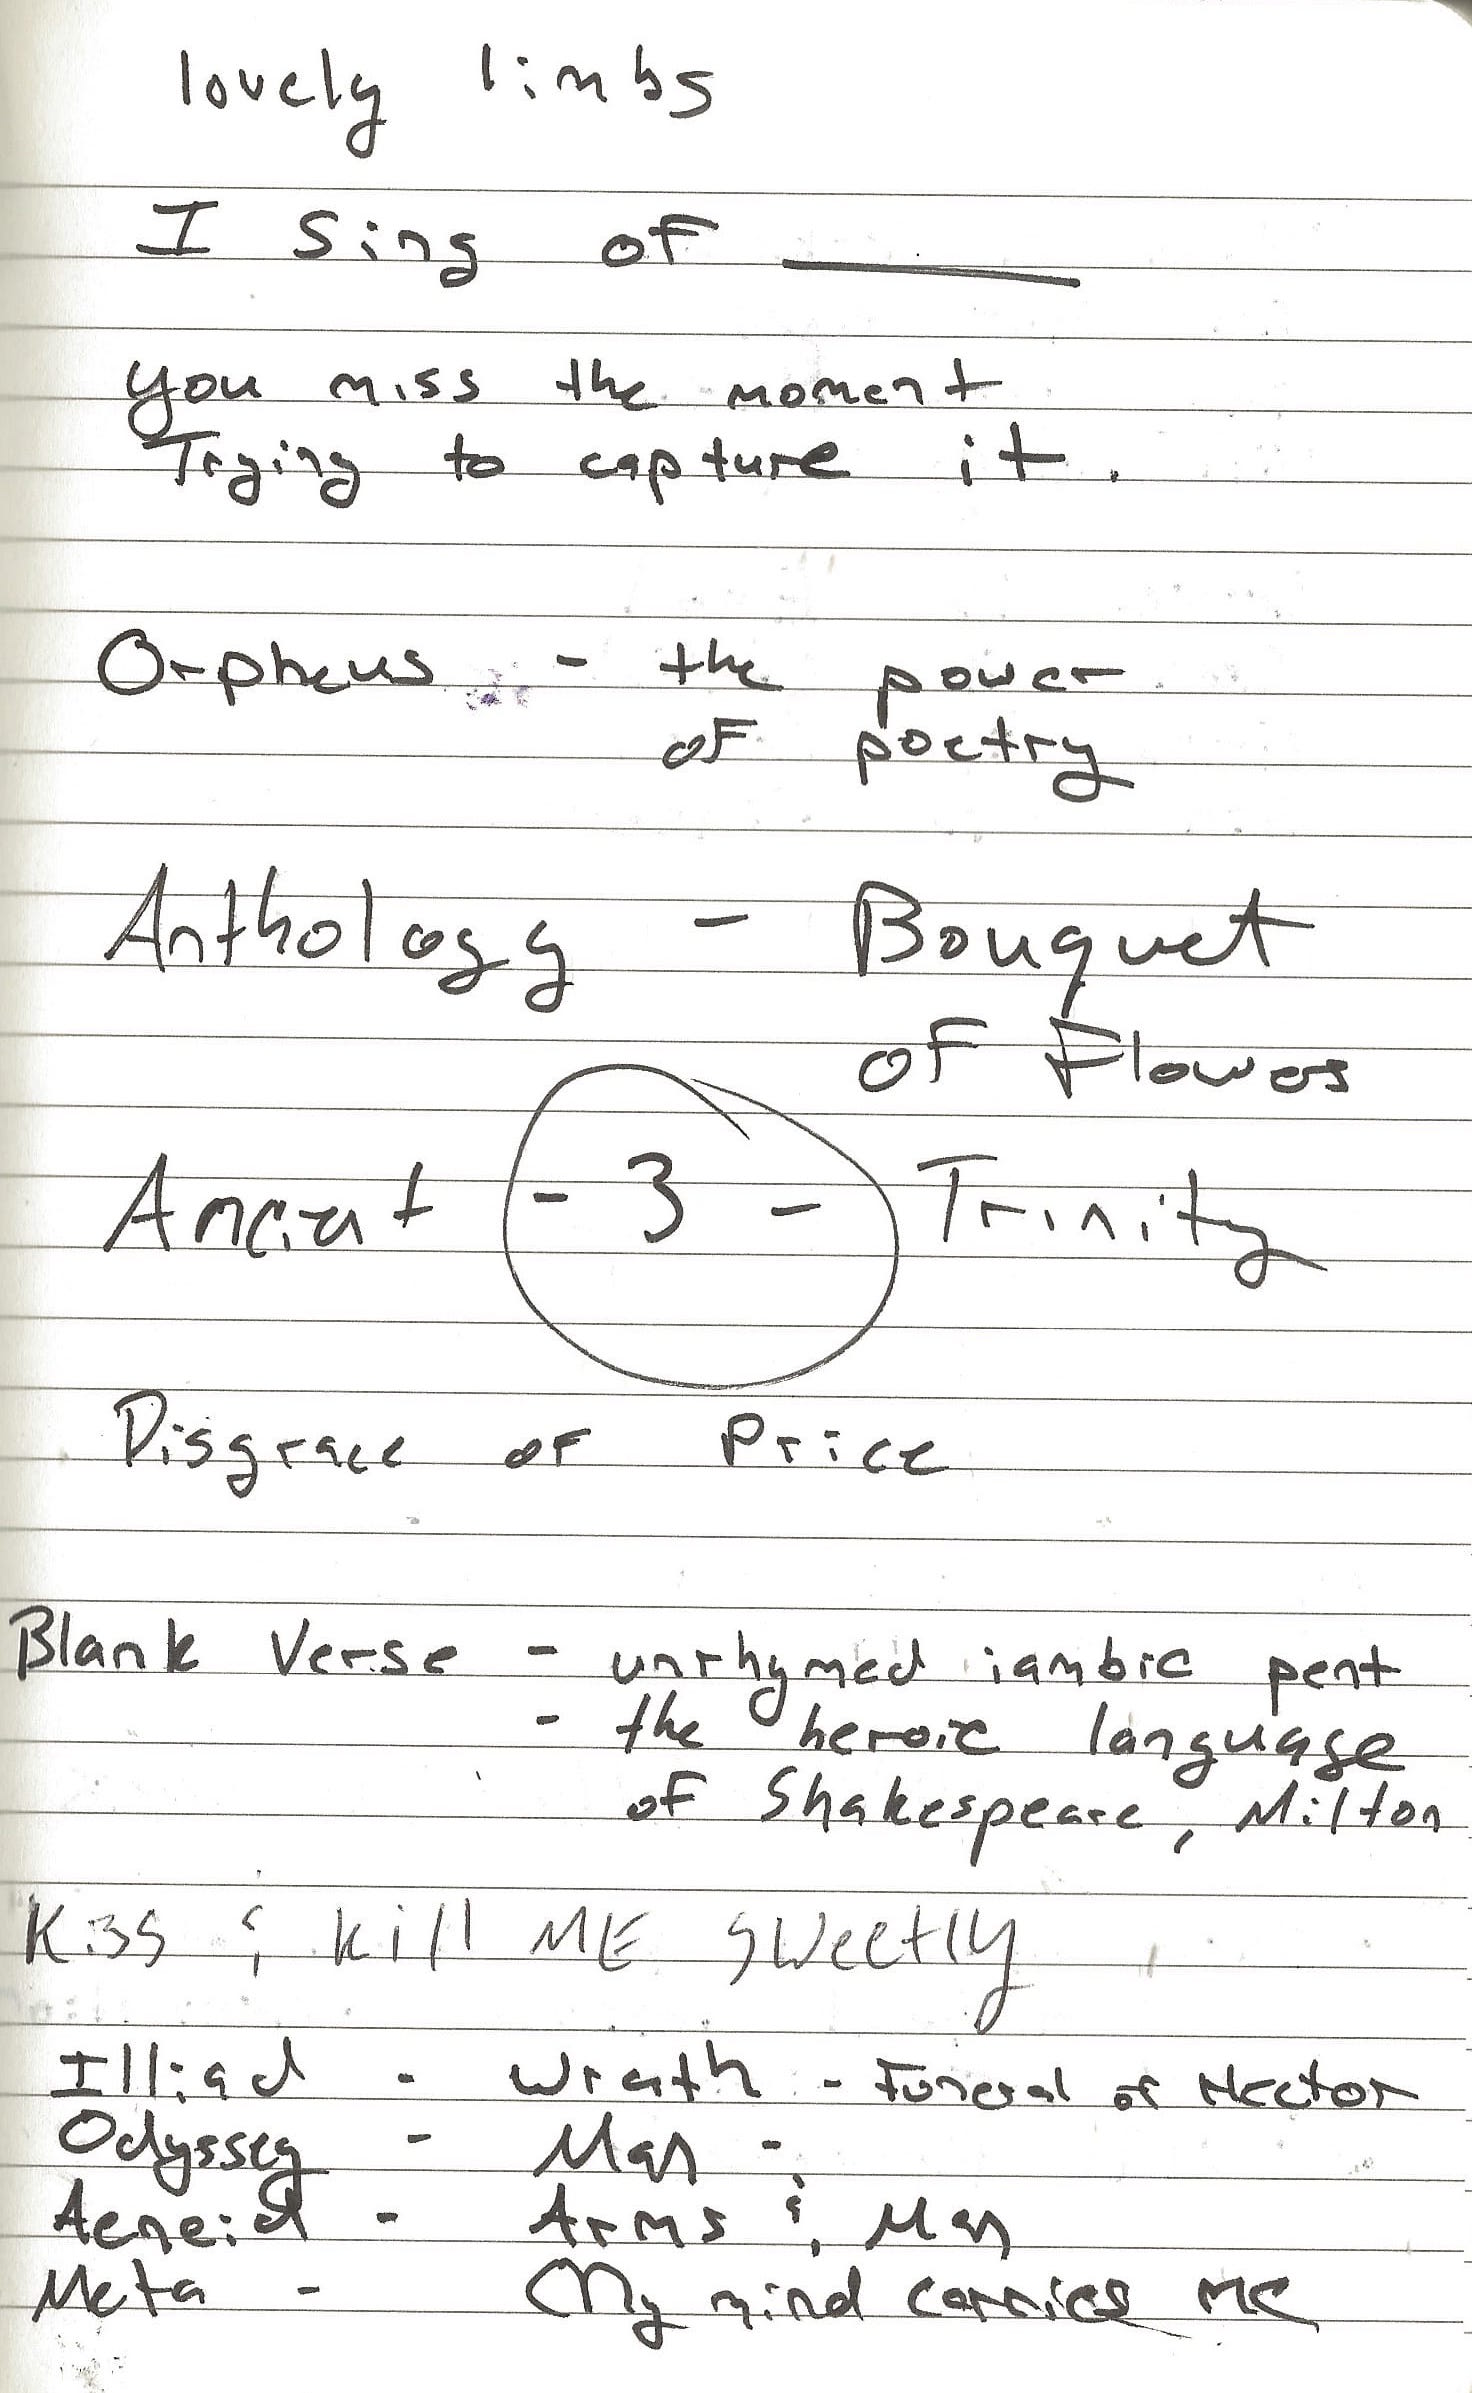 lovely limbs
I sing of ____
you miss the moment
Trying to capture it.
Orpheus - the power
of poetry
Anthology - Bouquet
of Flowers
Ancient - 3 - Trinity
Disgrace of Price
Blank Verse - unrhymed iambic pent
- the heroic language
of Shakespeare, Milton
Kiss & kill ME sweetly
Illiad - Wrath - Funeral of Hector
Odyssey - Man -
Aeneid - Arms & Man
Meta - My mind carries me